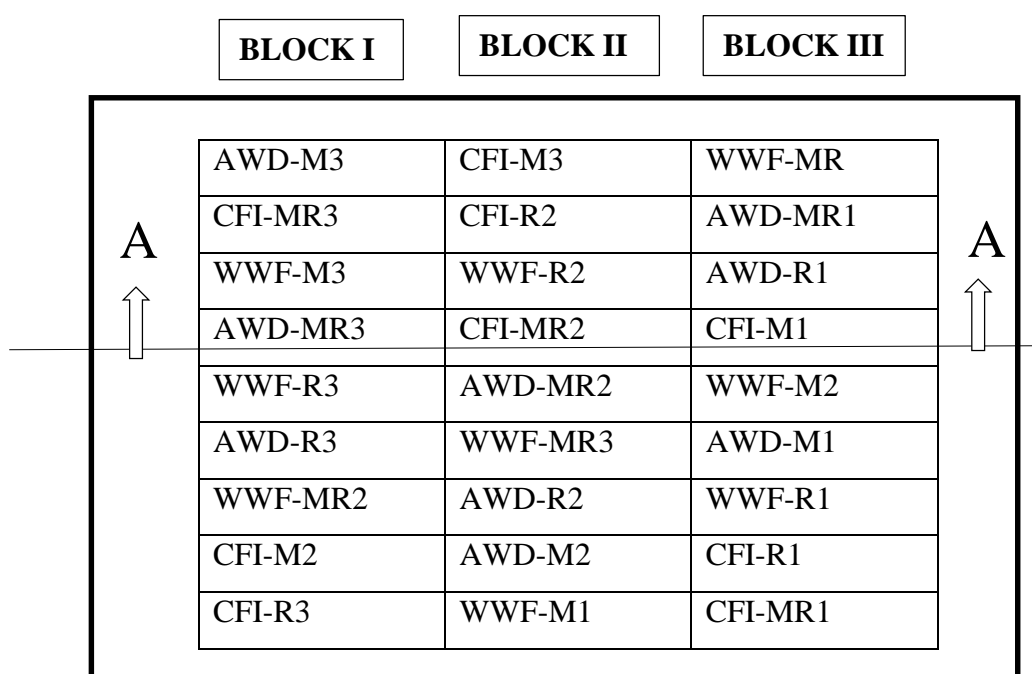 BLOCK I BLOCK II BLOCK III
AWD-M3 CFI-M3 WWF-MR
CFI-MR3 CFI-R2 AWD-MR1
A A
WWF-M3 WWF-R2 AWD-R1
AWD-MR3 CFI-MR2 CFI-M1
WWF-R3 AWD-MR2 WWF-M2
AWD-R3 WWF-MR3 AWD-M1
WWF-MR2 AWD-R2 WWF-R1
CFI-M2 AWD-M2 CFI-R1
CFI-R3 WWF-M1 CFI-MR1